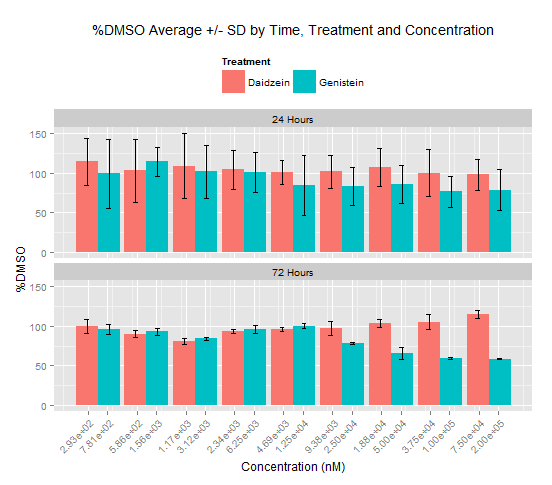 %DMSO Average +/- SD by Time, Treatment and Concentration
Treatment
Daidzein Genistein
24 Hours
150
100
50
0
%DMSO
72 Hours
150
100
50
0
2.93e+02 7.81e+02 5.86e+02 1.56e+03 1.17e+03 3.12e+03 2.34e+03 6.25e+03 4.69e+03 1.25e+04 9.38e+03 2.50e+04 1.88e+04 5.00e+04 3.75e+04 1.00e+05 7.50e+04 2.00e+05
Concentration (nM)